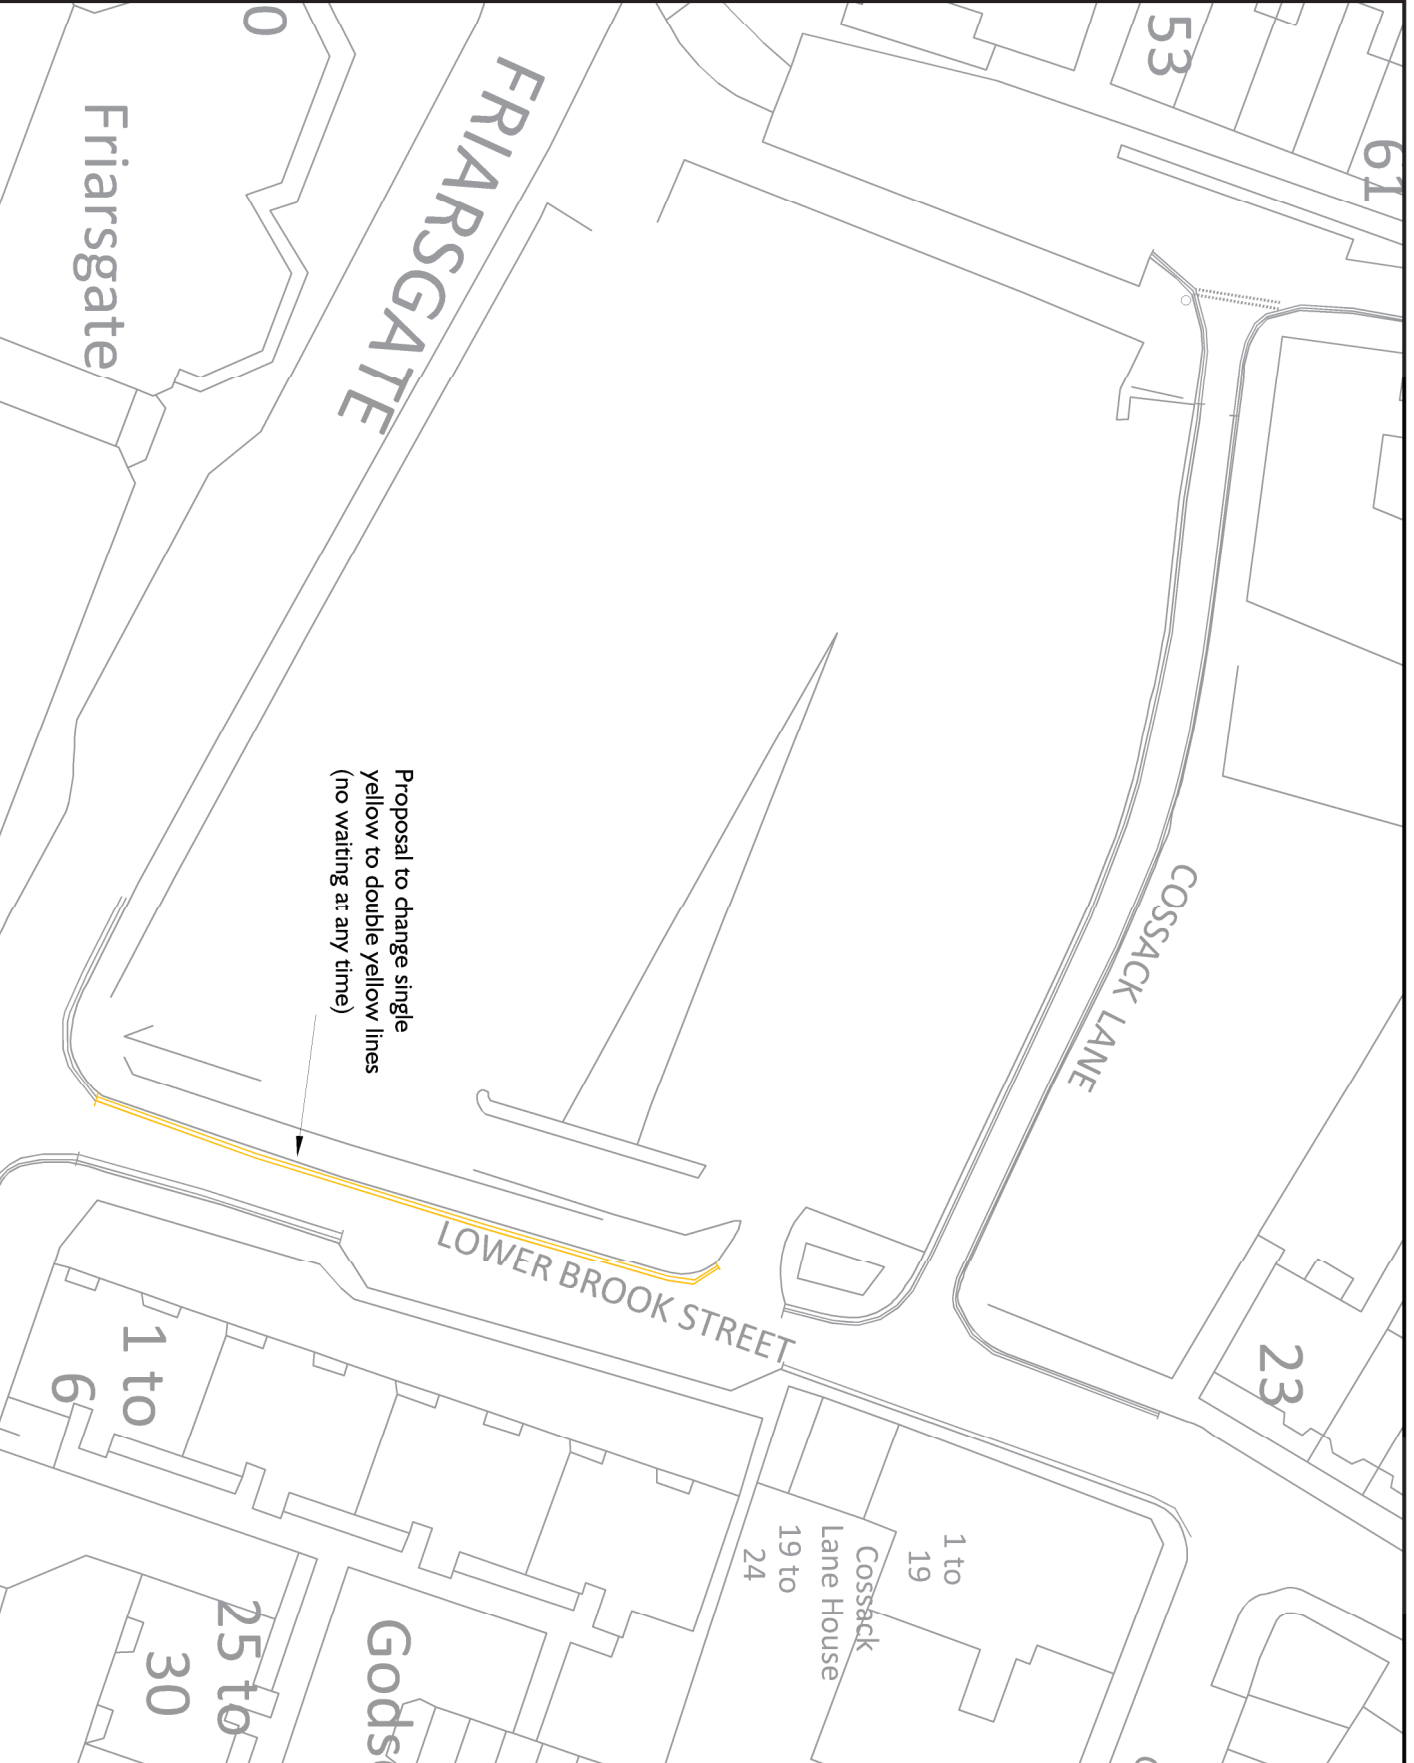 53
61
0
FRIARSGATE
Friarsgate
COSSACK LANE
Proposal to change single
yellow to double yellow lines
(no waiting at any time)
LOWER BROOK STREET
23
1 to
6
1 to
19
Cossack
Lane House
19 to
24
25 to
30
Gods